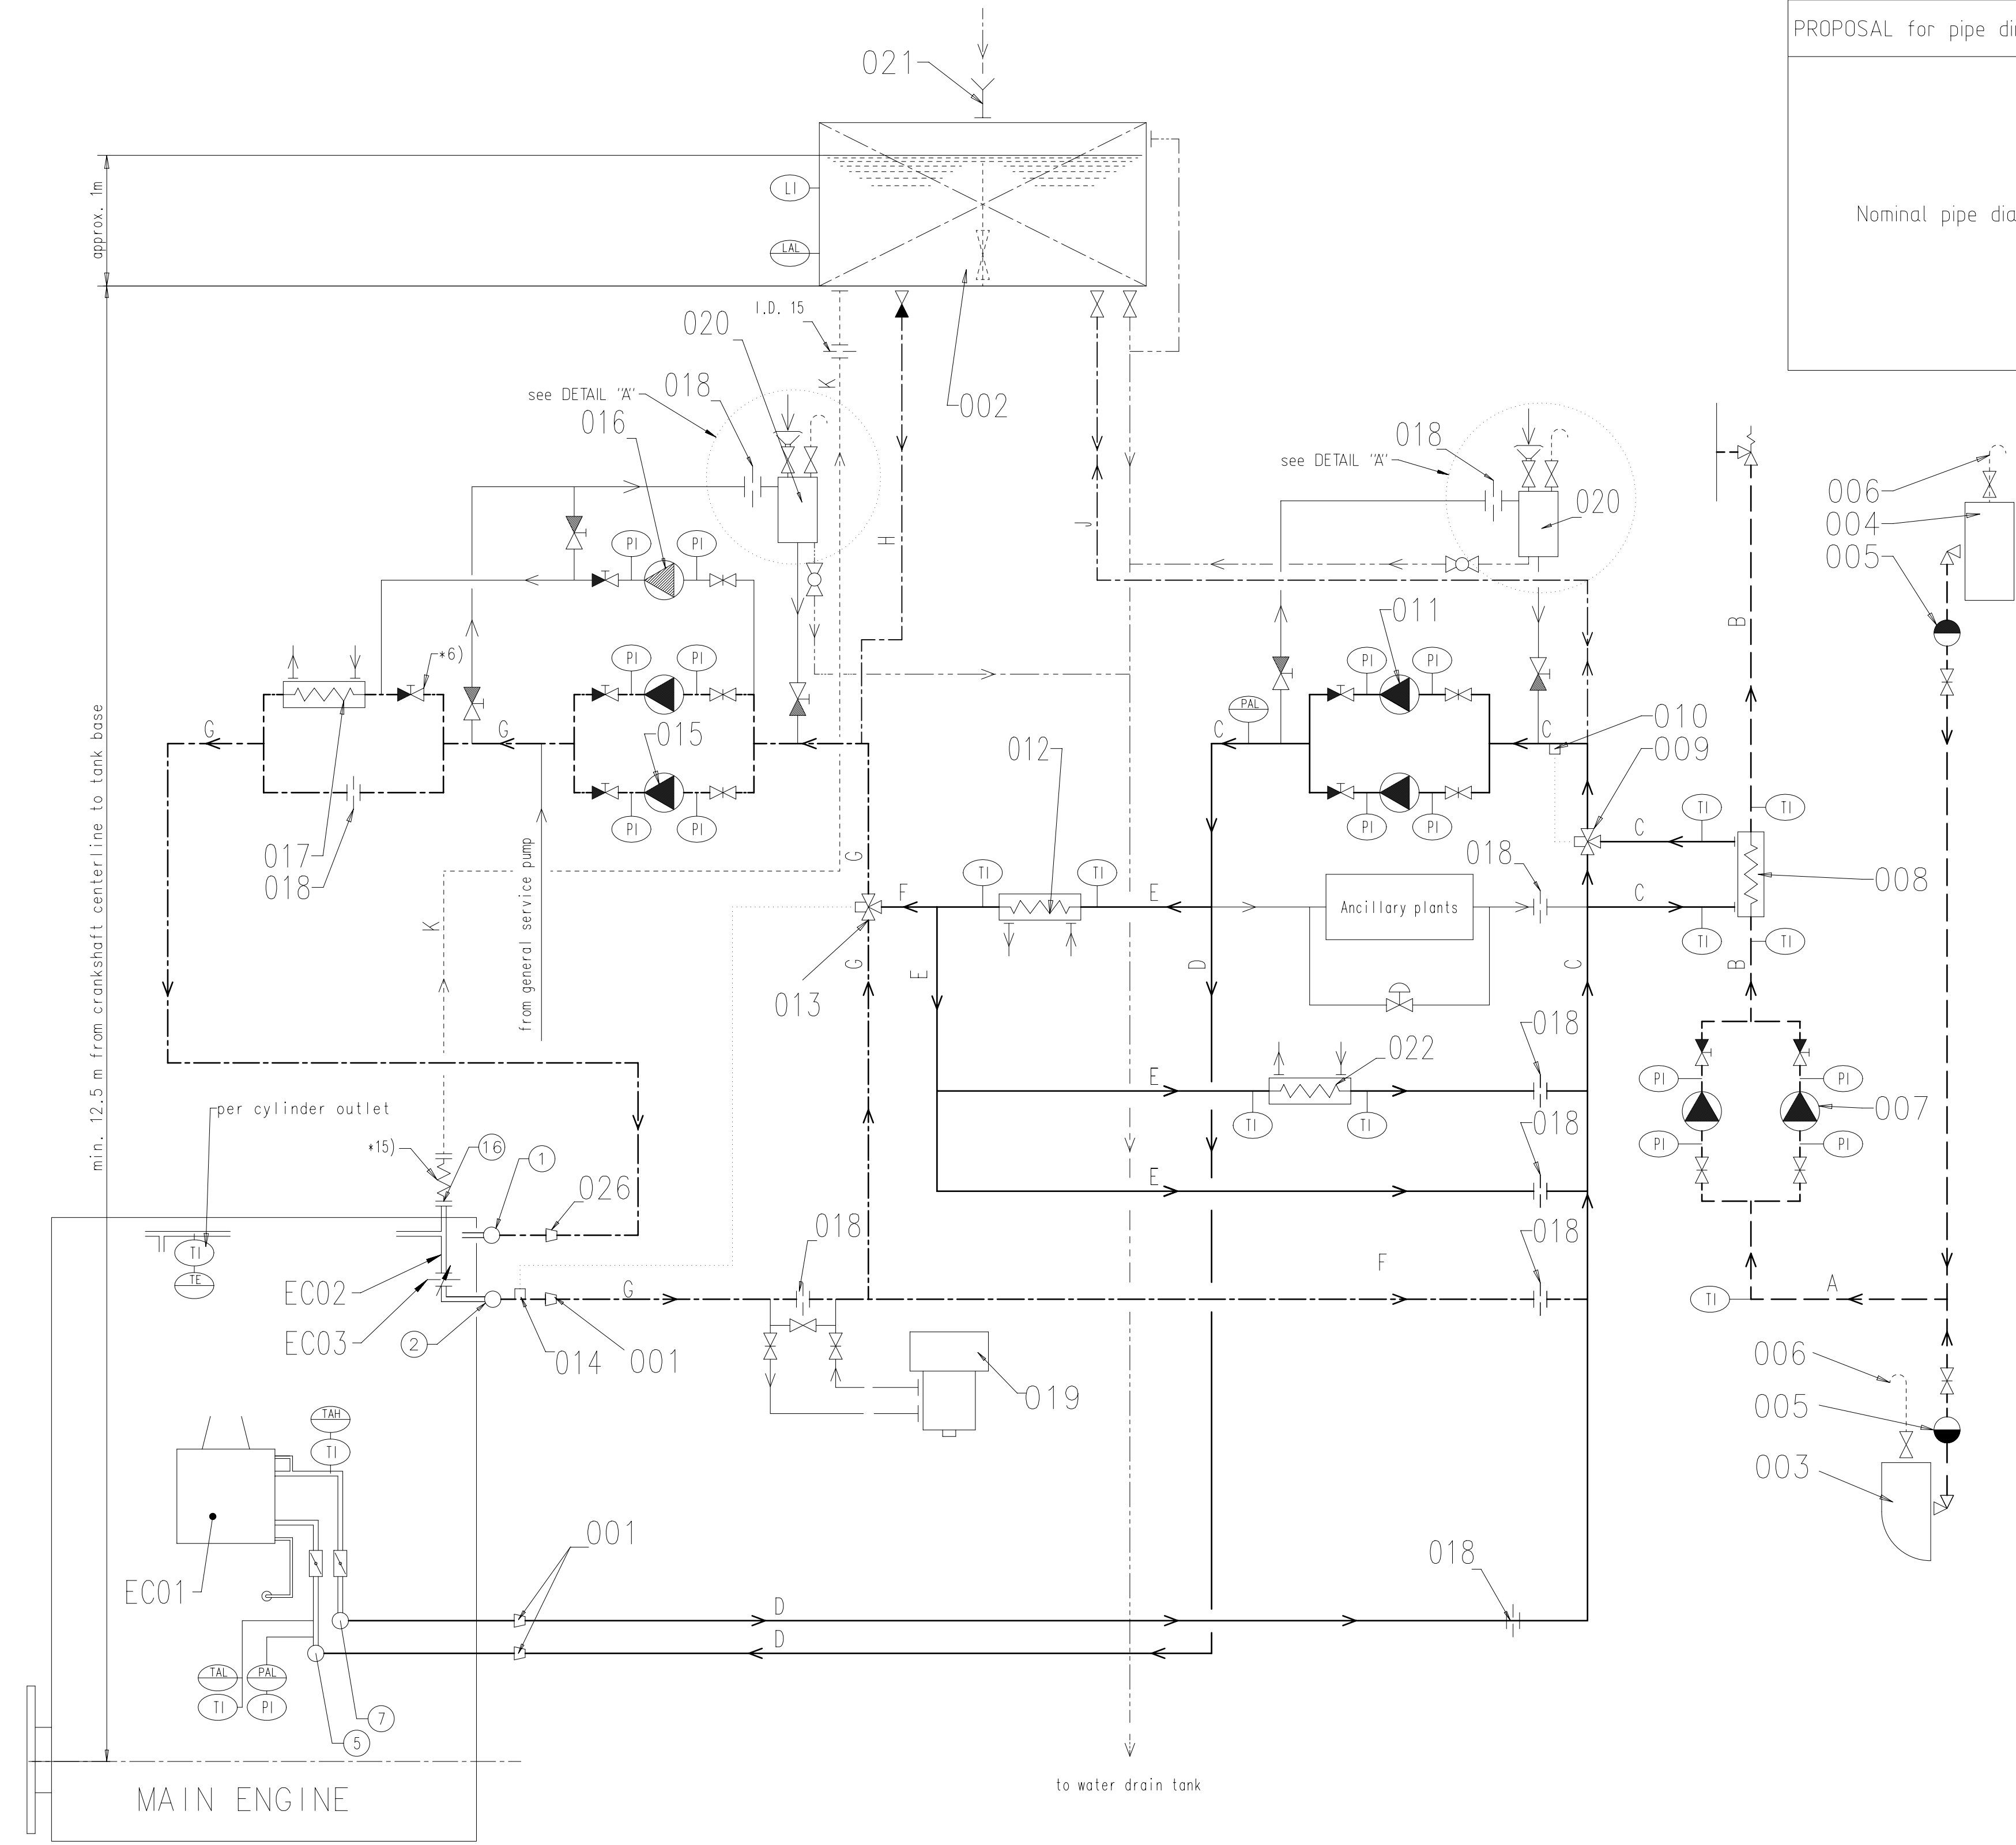 PROPOSAL for pipe di
021
approx. 1m
LI
LAL
Nominal pipe dia
I.D. 15
020
K
002
see DETAIL "A"
018
016
018
see DETAIL "A"
020
006
004
005
PI
PI
H
J
B
*6)
PI
PI
011
PI
PI
PAL
G
G
015
C
C
010
009
012
TI
TI
PI
PI
PI
PI
C
017
018
from general service pump
G
TI
TI
F
E
018
Ancillary plants
C
008
K
G
E
D
C
TI
TI
B
013
018
022
E
PI
PI
007
TI
TI
018
PI
PI
E
min. 12.5 m from crankshaft centerline to tank base
per cylinder outlet
*15)
16
1
026
018
018
TI
TE
EC02
F
A
G
TI
EC03
2
014
001
006
019
005
TAH
TI
003
001
018
EC01
D
D
TAL
PAL
TI
PI
7
5
to water drain tank
MAIN ENGINE